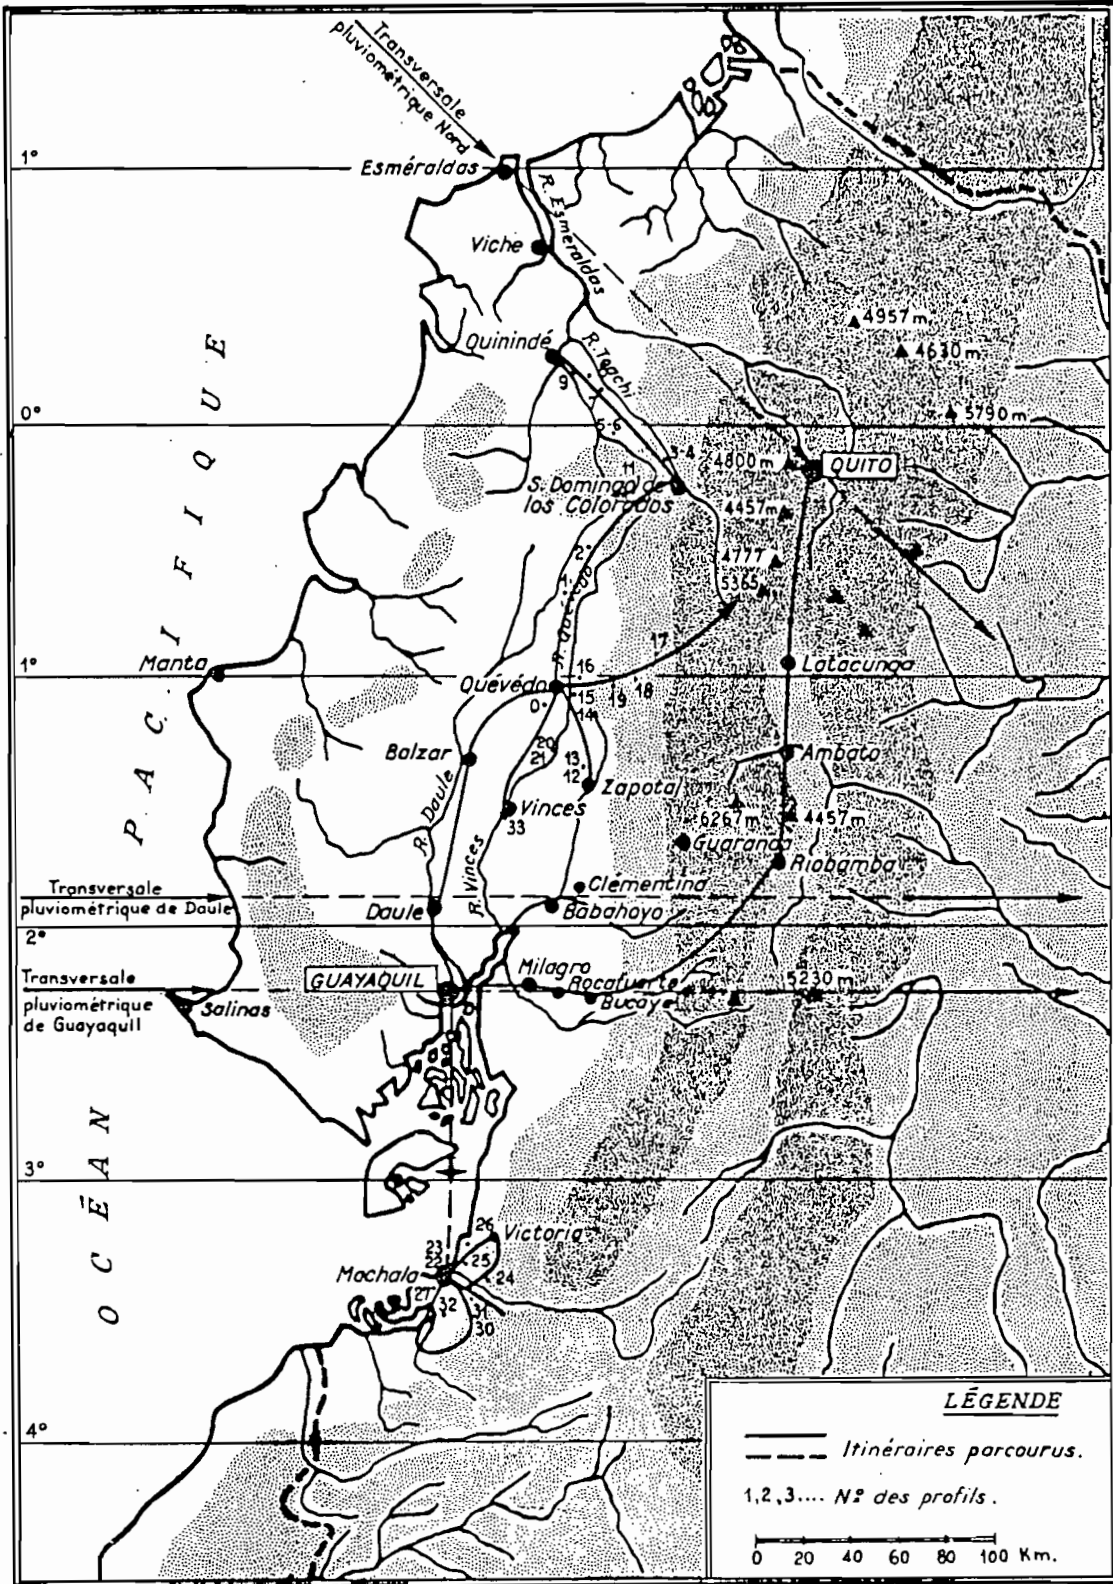 Transversale
pluviométrique Nord
1°
Esméraldas
R. Esmeraldas
Viche
4957 m
4630 m
Quinindé
R. Toachi
9
7
5790 m
0°
5-6
3-4
4800 m
QUITO
11
S. Domingo de
los Colorados
4457 m
2
4777
5365
1
17
Manta
1°
16
Latacunga
Quévédo
15
19
18
0
14
20
21
13
12
Balzar
Ambato
Zapotal
R. Daule
Vinces
33
R. Vinces
6267 m
4457 m
Guaranda
Riobamba
Clémentina
Transversale
pluviométrique de Daule
Daule
Babahoyo
2°
Transversale
pluviométrique
de Guayaquil
Salinas
GUAYAQUIL
Milagro
Rocafuerte
Bucaye
5230 m
3°
26
Victoria
23
22
25
24
Machala
27
32
31
30
4°
OCÉAN PACIFIQUE
LÉGENDE
Itinéraires parcourus.
1,2,3.... Nº des profils.
0 20 40 60 80 100 Km.